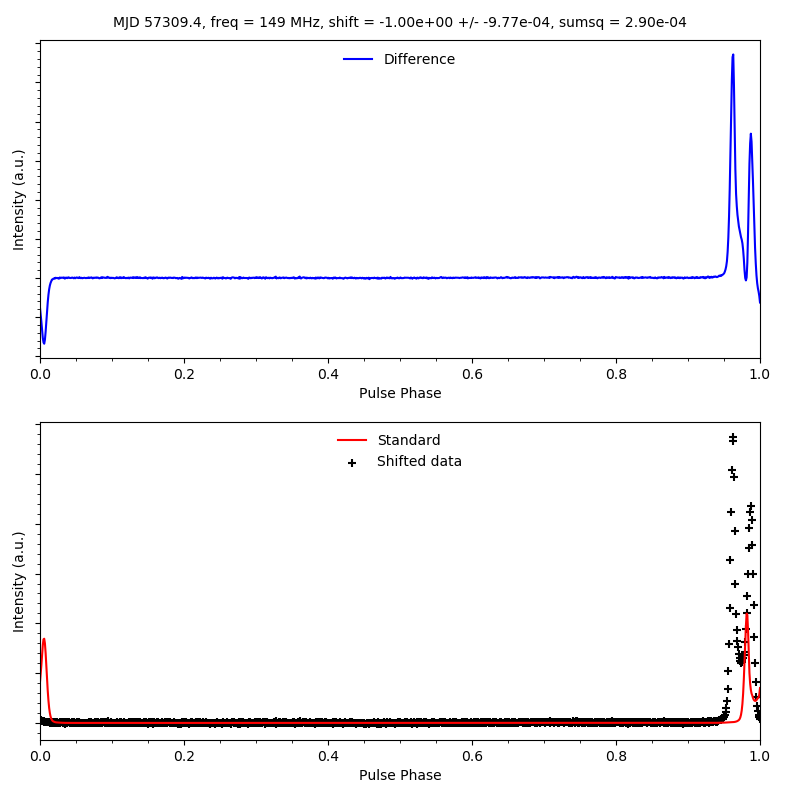 MJD 57309.4, freq = 149 MHz, shift = -1.00e+00 +/- -9.77e-04, sumsq = 2.90e-04
Difference
Intensity (a.u.)
0.0 0.2 0.4 0.6 0.8 1.0
Pulse Phase
Standard
Shifted data
Intensity (a.u.)
0.0 0.2 0.4 0.6 0.8 1.0
Pulse Phase